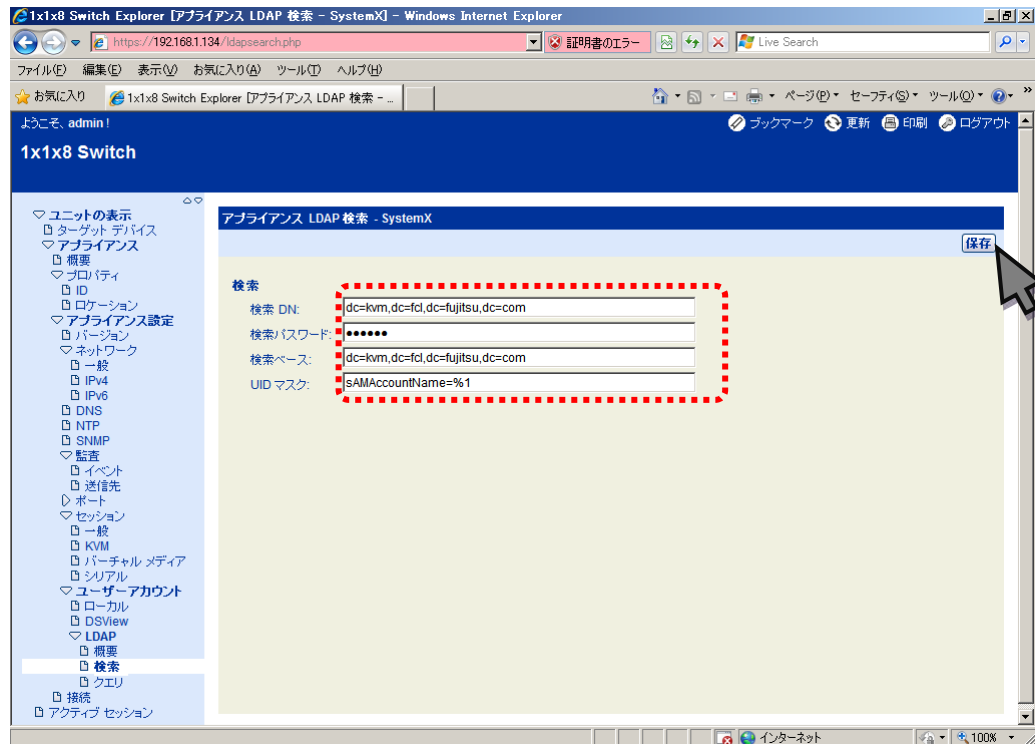 1x1x8 Switch Explorer [アプライアンス LDAP 検索 - SystemX] - Windows Internet Explorer
https://192.168.1.134/ldapsearch.php
証明書のエラー
Live Search
ファイル(F) 編集(E) 表示(V) お気に入り(A) ツール(T) ヘルプ(H)
お気に入り 1x1x8 Switch Explorer [アプライアンス LDAP 検索 - ...
ページ(P) セーフティ(S) ツール(O)
ようこそ、admin !
ブックマーク 更新 印刷 ログアウト
1x1x8 Switch
ユニットの表示
ターゲット デバイス
アプライアンス
概要
プロパティ
ID
ロケーション
アプライアンス設定
バージョン
ネットワーク
一般
IPv4
IPv6
DNS
NTP
SNMP
監査
イベント
送信先
ポート
セッション
一般
KVM
バーチャル メディア
シリアル
ユーザーアカウント
ローカル
DSView
LDAP
概要
検索
クエリ
接続
アクティブ セッション
アプライアンス LDAP 検索 - SystemX
保存
検索
検索 DN: dc=kvm,dc=fcl,dc=fujitsu,dc=com
検索パスワード: ●●●●●●
検索ベース: dc=kvm,dc=fcl,dc=fujitsu,dc=com
UID マスク: sAMAccountName=%1
インターネット
100%